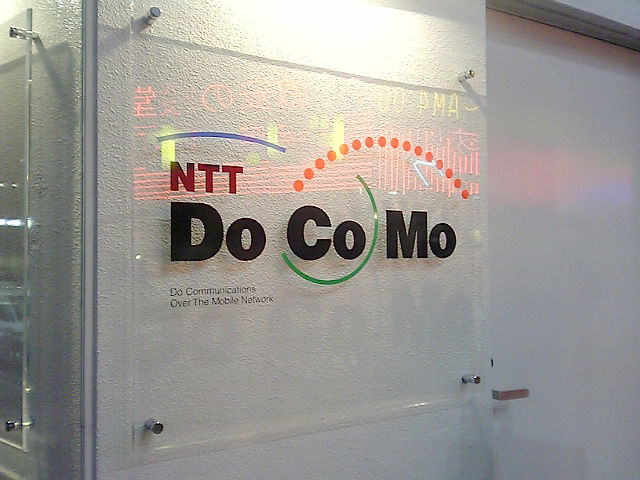 NTT
Do Co Mo
Do Communications
Over The Mobile Network